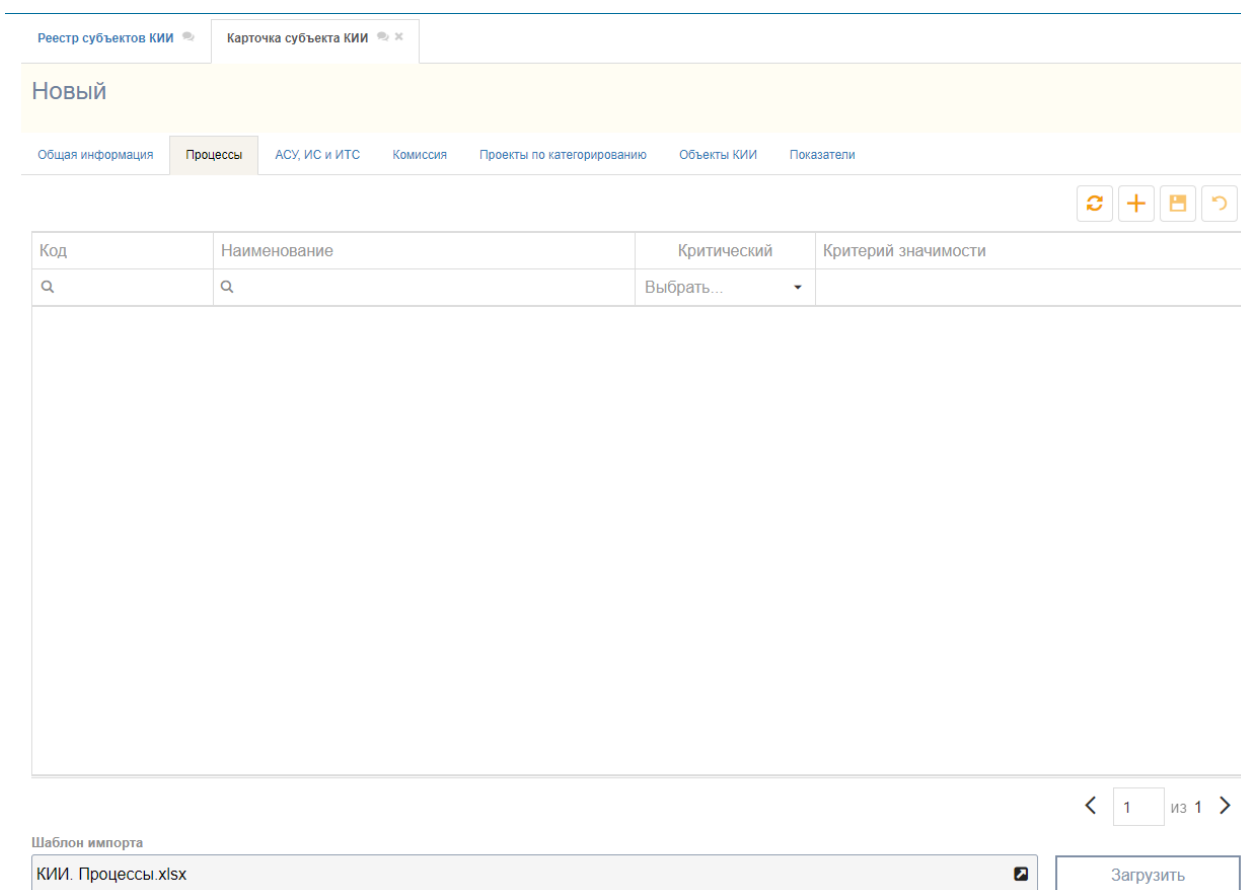 Реестр субъектов КИИ Карточка субъекта КИИ
Новый
Общая информация Процессы АСУ, ИС и ИТС Комиссия Проекты по категорированию Объекты КИИ Показатели
Код Наименование Критический Критерий значимости
Выбрать...
1 из 1
Шаблон импорта
КИИ. Процессы.xlsx Загрузить